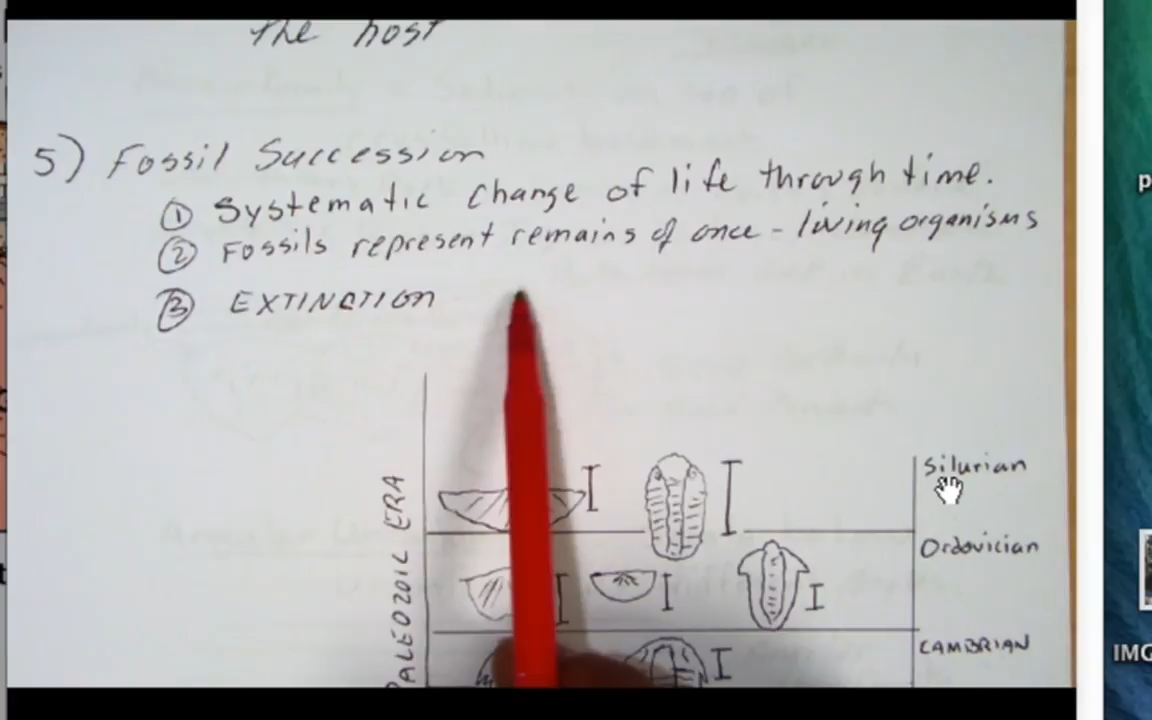 the host
5) Fossil Succession
① Systematic change of life through time.
② Fossils represent remains of once-living organisms
③ EXTINCTION
PALEOZOIC ERA
Silurian
Ordovician
CAMBRIAN
IMG